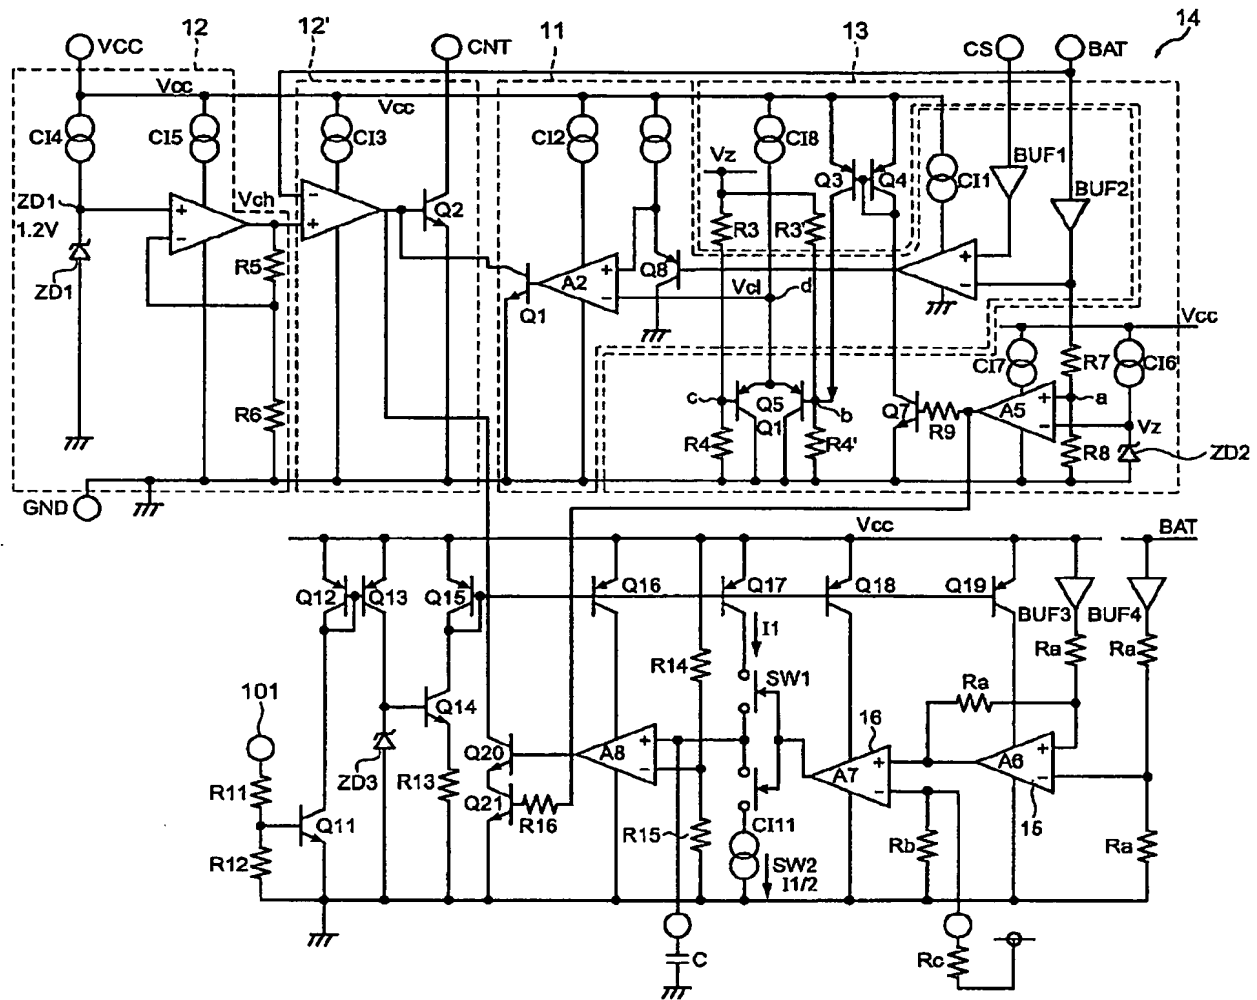 12 12' 11 13 14
VCC CNT CS BAT
Vcc Vcc
CI4 CI5 CI3 CI2 CI8
Vz Q3 Q4 CI1 BUF1
BUF2
ZD1 Vch Q2
1.2V
R3 R3'
R5 A2 Q8
ZD1 Vcl d
Q1 Vcc
CI7 R7 CI6
c Q5 b Q7 A5 a
R6 Q1 R9 Vz
R4 R4' R8 ZD2
GND
Vcc BAT
Q12 Q13 Q15 Q16 Q17 Q18 Q19
BUF3 BUF4
I1
R14 Ra Ra
SW1 Ra
101 Q14
16
Q20 A8 A7 A6
ZD3 R13
R11 Q21
Q11 R16 R15 CI11 15
R12 SW2 Rb Ra
I1/2
C Rc
+ - - + + - + - + - + - + - + -